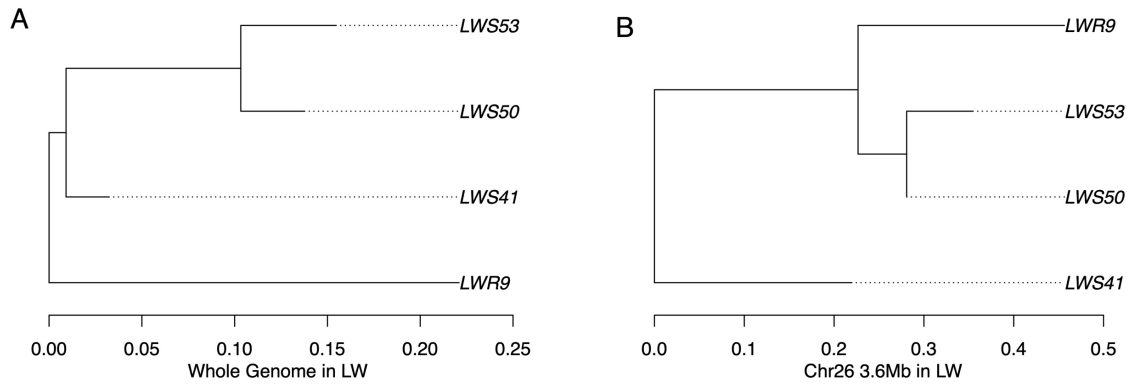 A
LWS53
LWS50
LWS41
LWR9
0.00 0.05 0.10 0.15 0.20 0.25
Whole Genome in LW
B
LWR9
LWS53
LWS50
LWS41
0.0 0.1 0.2 0.3 0.4 0.5
Chr26 3.6Mb in LW